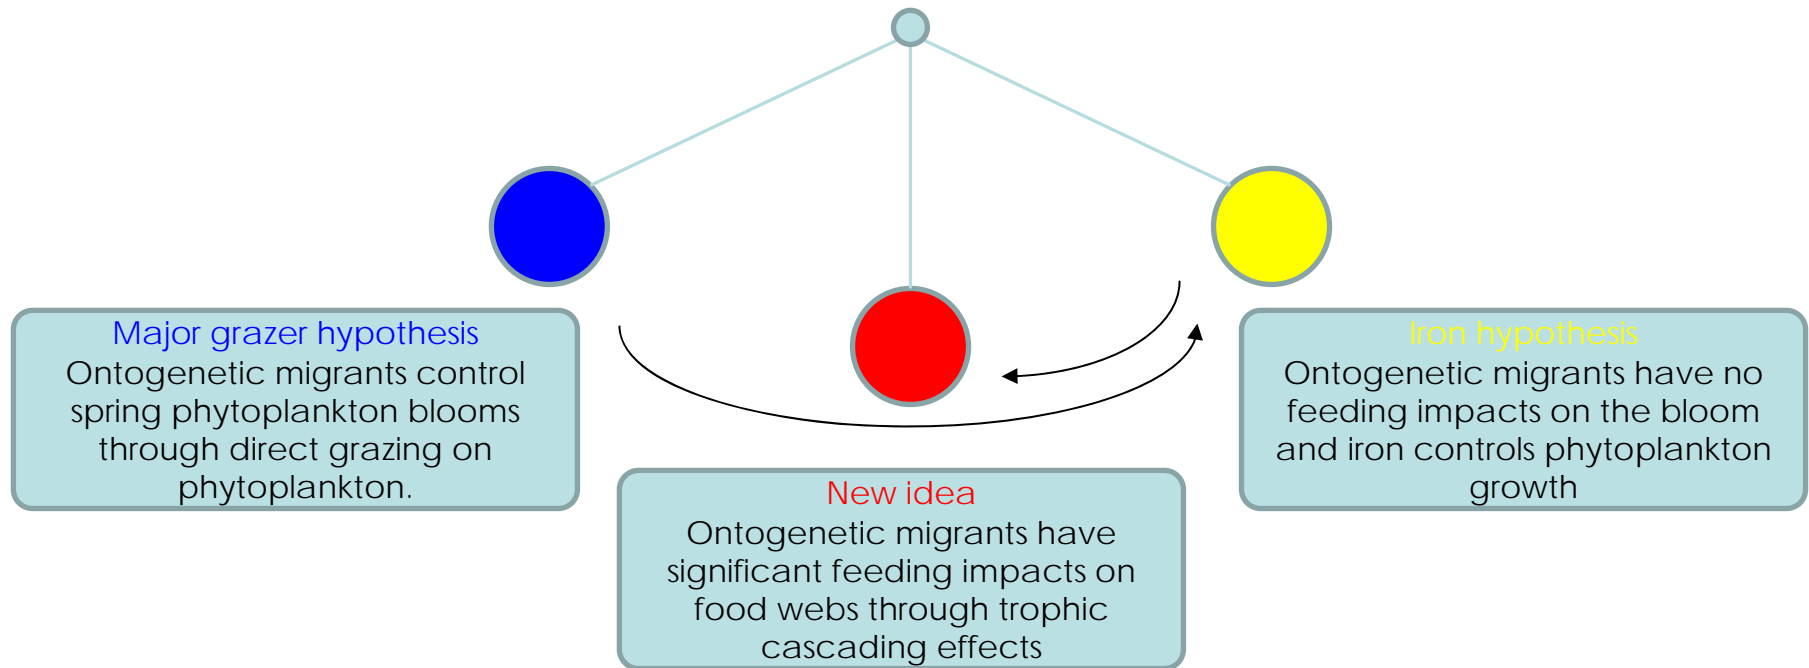 Major grazer hypothesis
Ontogenetic migrants control
spring phytoplankton blooms
through direct grazing on
phytoplankton.
New idea
Ontogenetic migrants have
significant feeding impacts on
food webs through trophic
cascading effects
Iron hypothesis
Ontogenetic migrants have no
feeding impacts on the bloom
and iron controls phytoplankton
growth